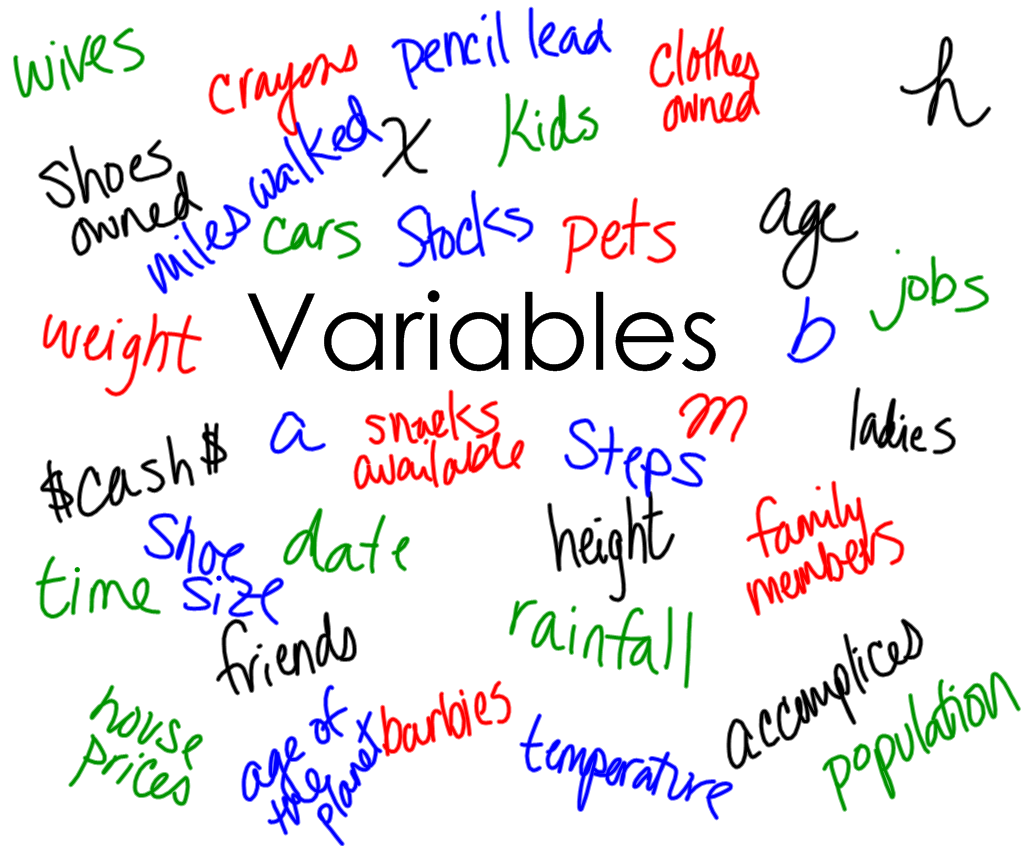 wives
crayons
pencil lead
clothes
owned
h
shoes
owned
miles walked
x
kids
cars
stocks
pets
age
jobs
weight
Variables
b
$cash$
a
snacks
available
Steps
m
ladies
time
shoe
size
date
height
family
members
friends
rainfall
house
prices
age of
the
planet
barbies
temperature
accomplices
population